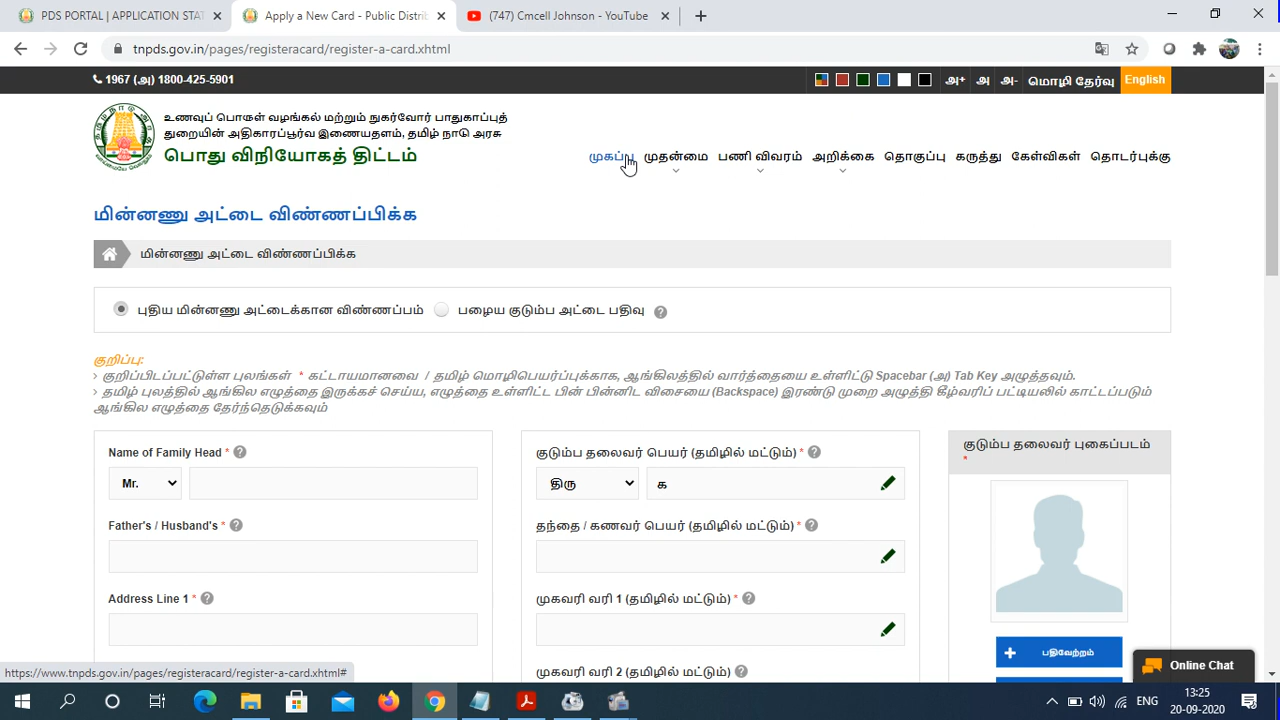 PDS PORTAL | APPLICATION STAT
Apply a New Card - Public Distrib
(747) Cmcell Johnson - YouTube
tnpds.gov.in/pages/registeracard/register-a-card.xhtml
1967 (அ) 1800-425-5901
அ+ அ அ- மொழி தேர்வு English
உணவுப் பொருள் வழங்கல் மற்றும் நுகர்வோர் பாதுகாப்புத்
துறையின் அதிகாரப்பூர்வ இணையதளம், தமிழ் நாடு அரசு
பொது விநியோகத் திட்டம்
முகப்பு முதன்மை பணி விவரம் அறிக்கை தொகுப்பு கருத்து கேள்விகள் தொடர்புக்கு
மின்னணு அட்டை விண்ணப்பிக்க
மின்னணு அட்டை விண்ணப்பிக்க
புதிய மின்னணு அட்டைக்கான விண்ணப்பம் பழைய குடும்ப அட்டை பதிவு ?
குறிப்பு:
› குறிப்பிடப்பட்டுள்ள புலங்கள் * கட்டாயமானவை / தமிழ் மொழிபெயர்ப்புக்காக, ஆங்கிலத்தில் வார்த்தையை உள்ளிட்டு Spacebar (அ) Tab Key அழுத்தவும்.
› தமிழ் புலத்தில் ஆங்கில எழுத்தை இருக்கச் செய்ய, எழுத்தை உள்ளிட்ட பின் பின்னிட விசையை (Backspace) இரண்டு முறை அழுத்தி கீழ்வரிப் பட்டியலில் காட்டப்படும்
ஆங்கில எழுத்தை தேர்ந்தெடுக்கவும்
Name of Family Head * ?
Mr.
Father's / Husband's * ?
Address Line 1 * ?
குடும்ப தலைவர் பெயர் (தமிழில் மட்டும்) * ?
திரு
க
தந்தை / கணவர் பெயர் (தமிழில் மட்டும்) * ?
முகவரி வரி 1 (தமிழில் மட்டும்) * ?
முகவரி வரி 2 (தமிழில் மட்டும்) ?
குடும்ப தலைவர் புகைப்படம்
*
+ பதிவேற்றம்
Online Chat
https://www.tnpds.gov.in/pages/registeracard/register-a-card.xhtml#
ENG
13:25
20-09-2020